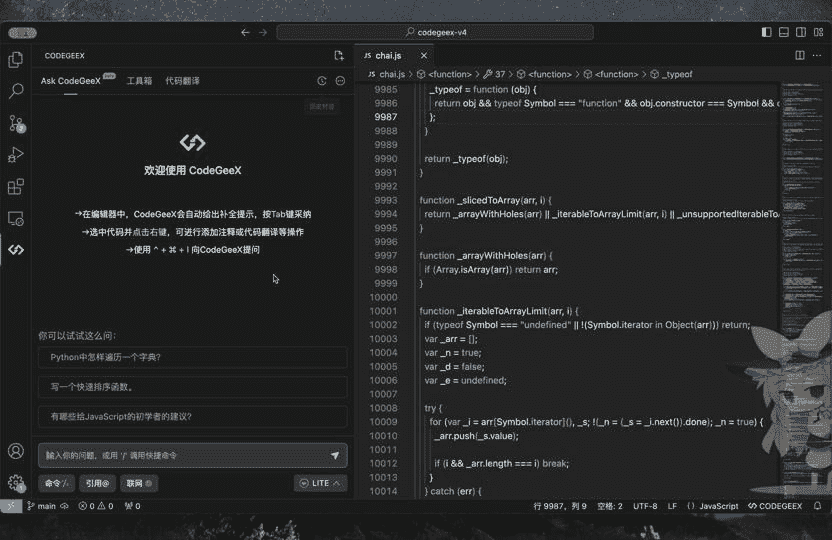 codegeex-v4
CODEGEEX
Ask CodeGeeX beta 工具箱 代码翻译
历史对话
欢迎使用 CodeGeeX
→在编辑器中，CodeGeeX会自动给出补全提示，按Tab键采纳
→选中代码并点击右键，可进行添加注释或代码翻译等操作
→使用 ^ + ⌘ + I 向CodeGeeX提问
你可以试试这么问：
Python中怎样遍历一个字典？
写一个快速排序函数。
有哪些给JavaScript的初学者的建议？
输入你的问题，或用 '/' 调用快捷命令
命令 引用@ 联网 LITE
JS chai.js
JS chai.js > <function> > 37 > <function> > <function> > _typeof
9985 _typeof = function (obj) {
9986 return obj && typeof Symbol === "function" && obj.constructor === Symbol &&
9987 };
9988 }
9989
9990 return _typeof(obj);
9991 }
9992
9993 function _slicedToArray(arr, i) {
9994 return _arrayWithHoles(arr) || _iterableToArrayLimit(arr, i) || _unsupportedIterableTo
9995 }
9996
9997 function _arrayWithHoles(arr) {
9998 if (Array.isArray(arr)) return arr;
9999 }
10000
10001 function _iterableToArrayLimit(arr, i) {
10002 if (typeof Symbol === "undefined" || !(Symbol.iterator in Object(arr))) return;
10003 var _arr = [];
10004 var _n = true;
10005 var _d = false;
10006 var _e = undefined;
10007
10008 try {
10009 for (var _i = arr[Symbol.iterator](), _s; !(_n = (_s = _i.next()).done); _n = true) {
10010 _arr.push(_s.value);
10011
10012 if (i && _arr.length === i) break;
10013 }
10014 } catch (err) {
main 0 0 0 行 9987，列 9 空格: 2 UTF-8 LF {} JavaScript CODEGEEX